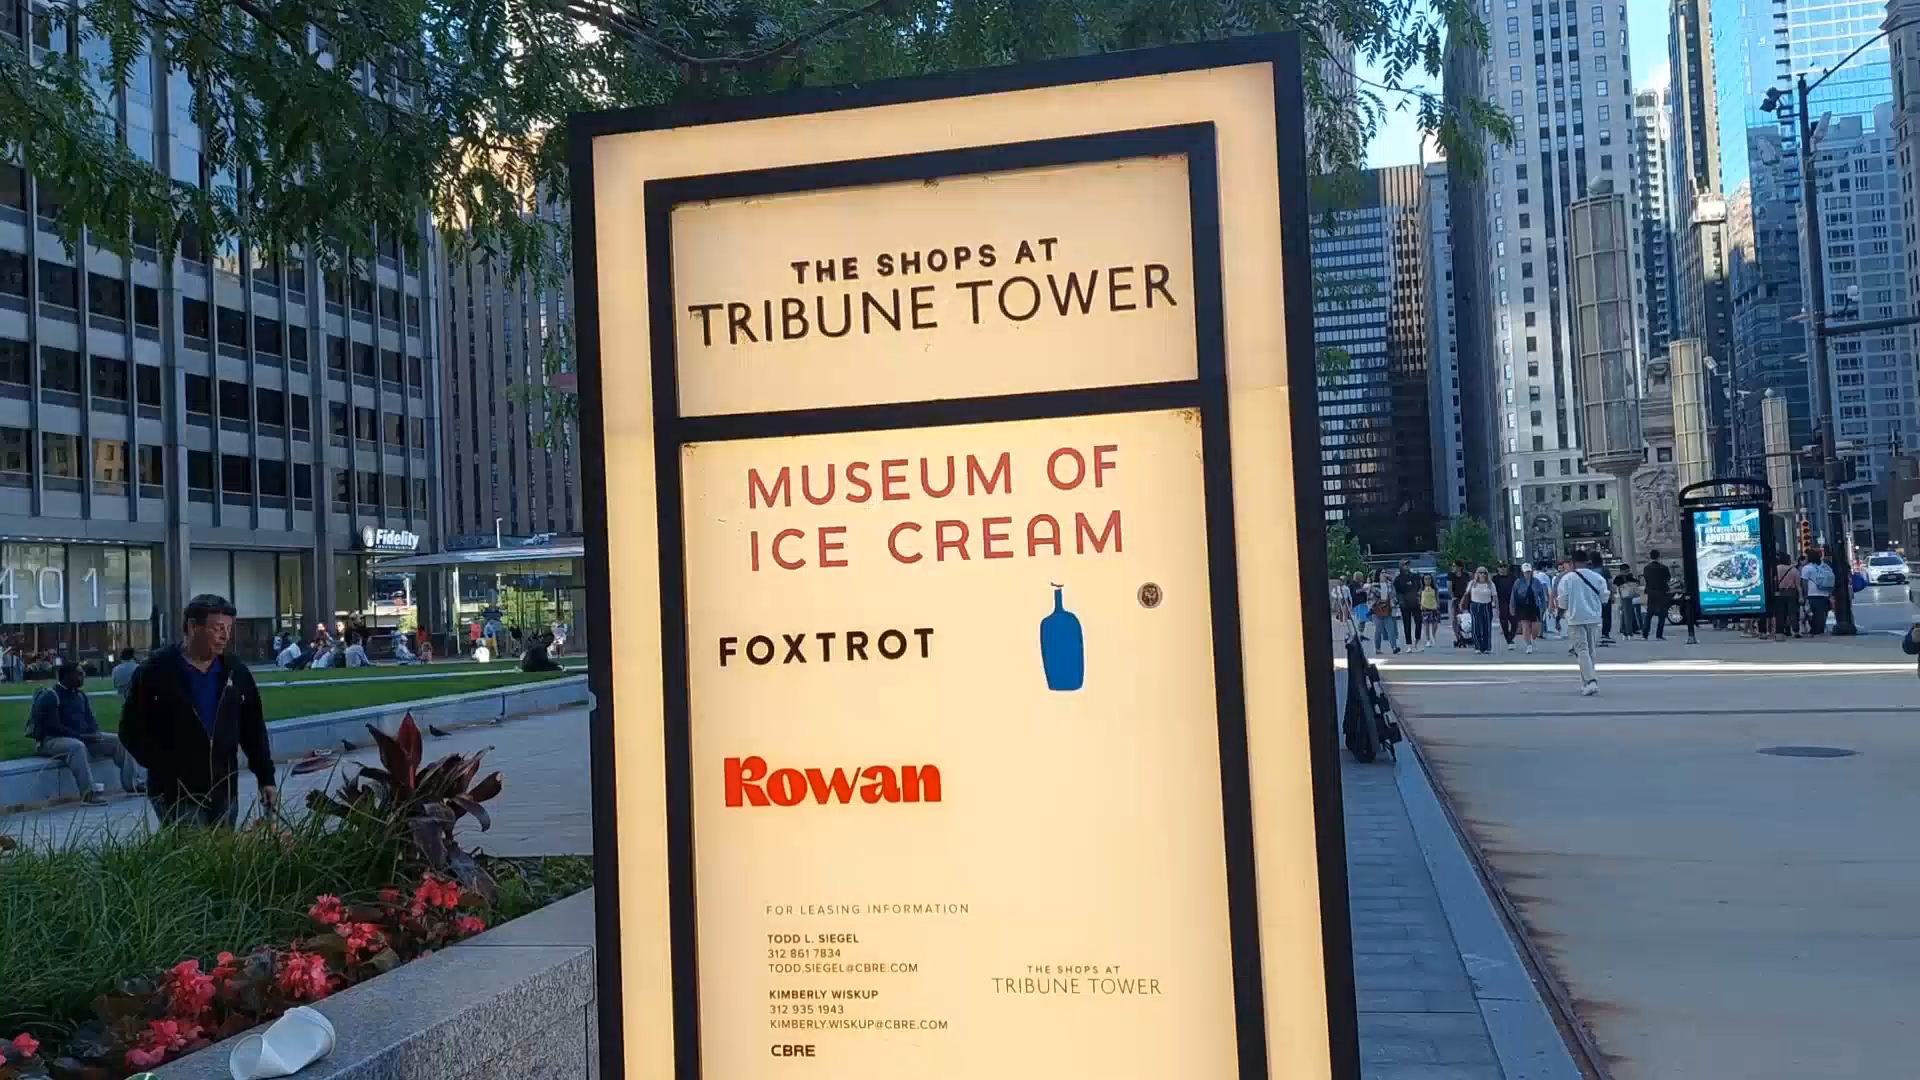 THE SHOPS AT
TRIBUNE TOWER
MUSEUM OF
ICE CREAM
FOXTROT
Rowan
FOR LEASING INFORMATION
TODD L. SIEGEL
312 861 7834
TODD.SIEGEL@CBRE.COM
KIMBERLY WISKUP
312 935 1943
KIMBERLY.WISKUP@CBRE.COM
CBRE
THE SHOPS AT
TRIBUNE TOWER
Fidelity
401
ARCHITECTURE
ADVENTURE